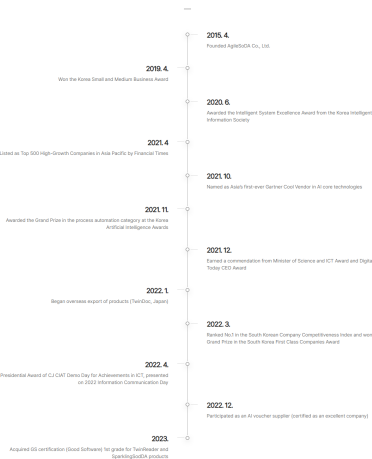 2015. 4.
Founded AgileSoDA Co., Ltd.
2019. 4.
Won the Korea Small and Medium Business Award
2020. 6.
Awarded the Intelligent System Excellence Award from the Korea Intelligent
Information Society
2021. 4
Listed as Top 500 High-Growth Companies in Asia Pacific by Financial Times
2021. 10.
Named as Asia's first-ever Gartner Cool Vendor in AI core technologies
2021. 11.
Awarded the Grand Prize in the process automation category at the Korea
Artificial Intelligence Awards
2021. 12.
Earned a commendation from Minister of Science and ICT Award and Digita
Today CEO Award
2022. 1.
Began overseas export of products (TwinDoc, Japan)
2022. 3.
Ranked No.1 in the South Korean Company Competitiveness Index and won
Grand Prize in the South Korea First Class Companies Award
2022. 4.
Presidential Award of CJ CIAT Demo Day for Achievements in ICT, presented
on 2022 Information Communication Day
2022. 12.
Participated as an AI voucher supplier (certified as an excellent company)
2023.
Acquired GS certification (Good Software) 1st grade for TwinReader and
SparklingSoDA products